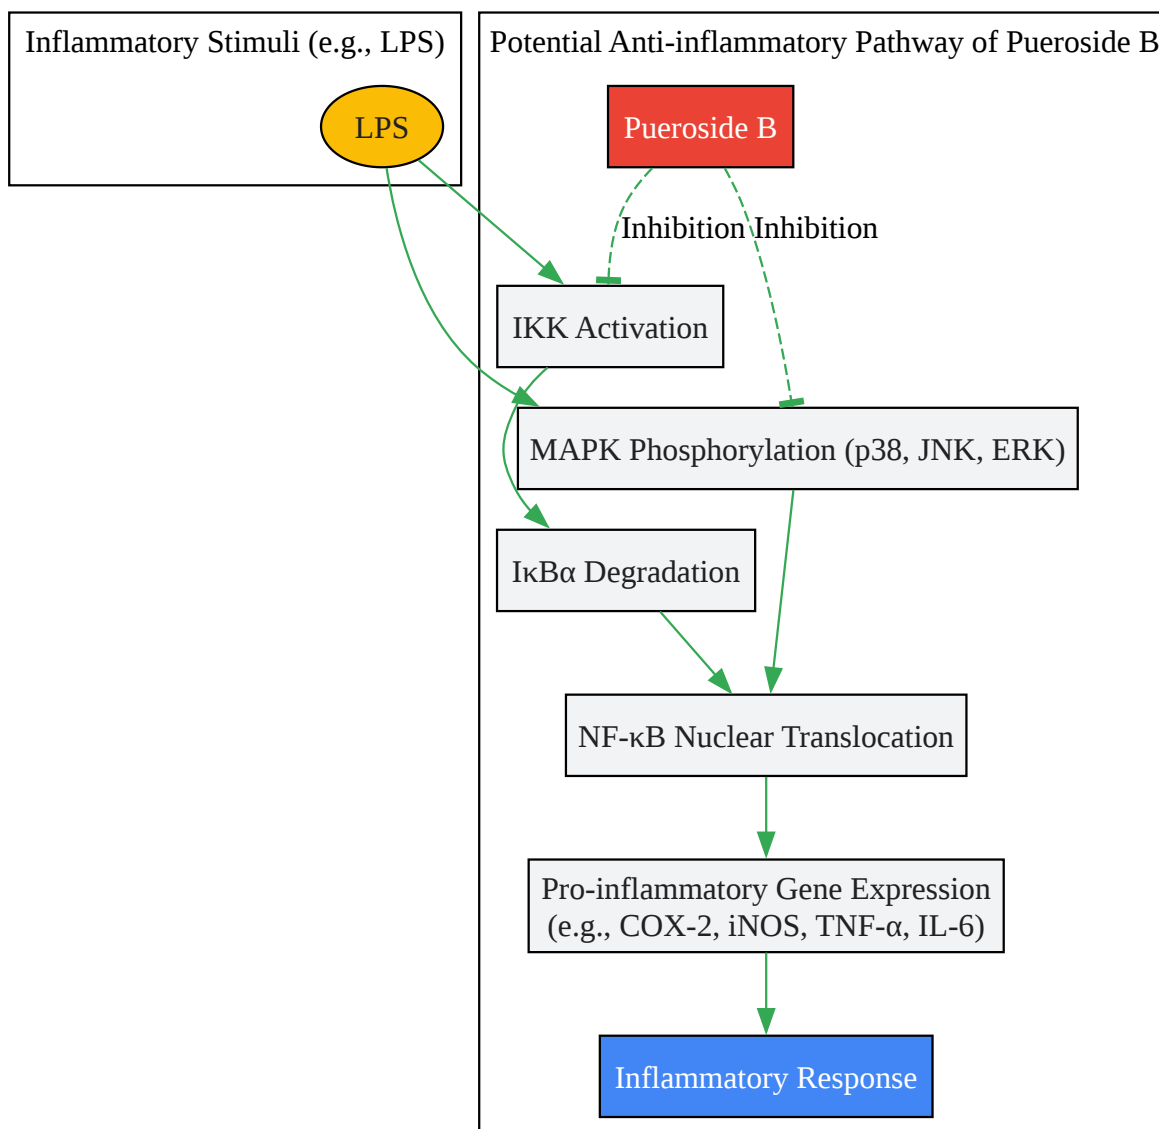 Inflammatory Stimuli (e.g., LPS)
Potential Anti-inflammatory Pathway of Pueroside B
LPS
Pueroside B
Inhibition
Inhibition
IKK Activation
MAPK Phosphorylation (p38, JNK, ERK)
IκBα Degradation
NF-κB Nuclear Translocation
Pro-inflammatory Gene Expression
(e.g., COX-2, iNOS, TNF-α, IL-6)
Inflammatory Response